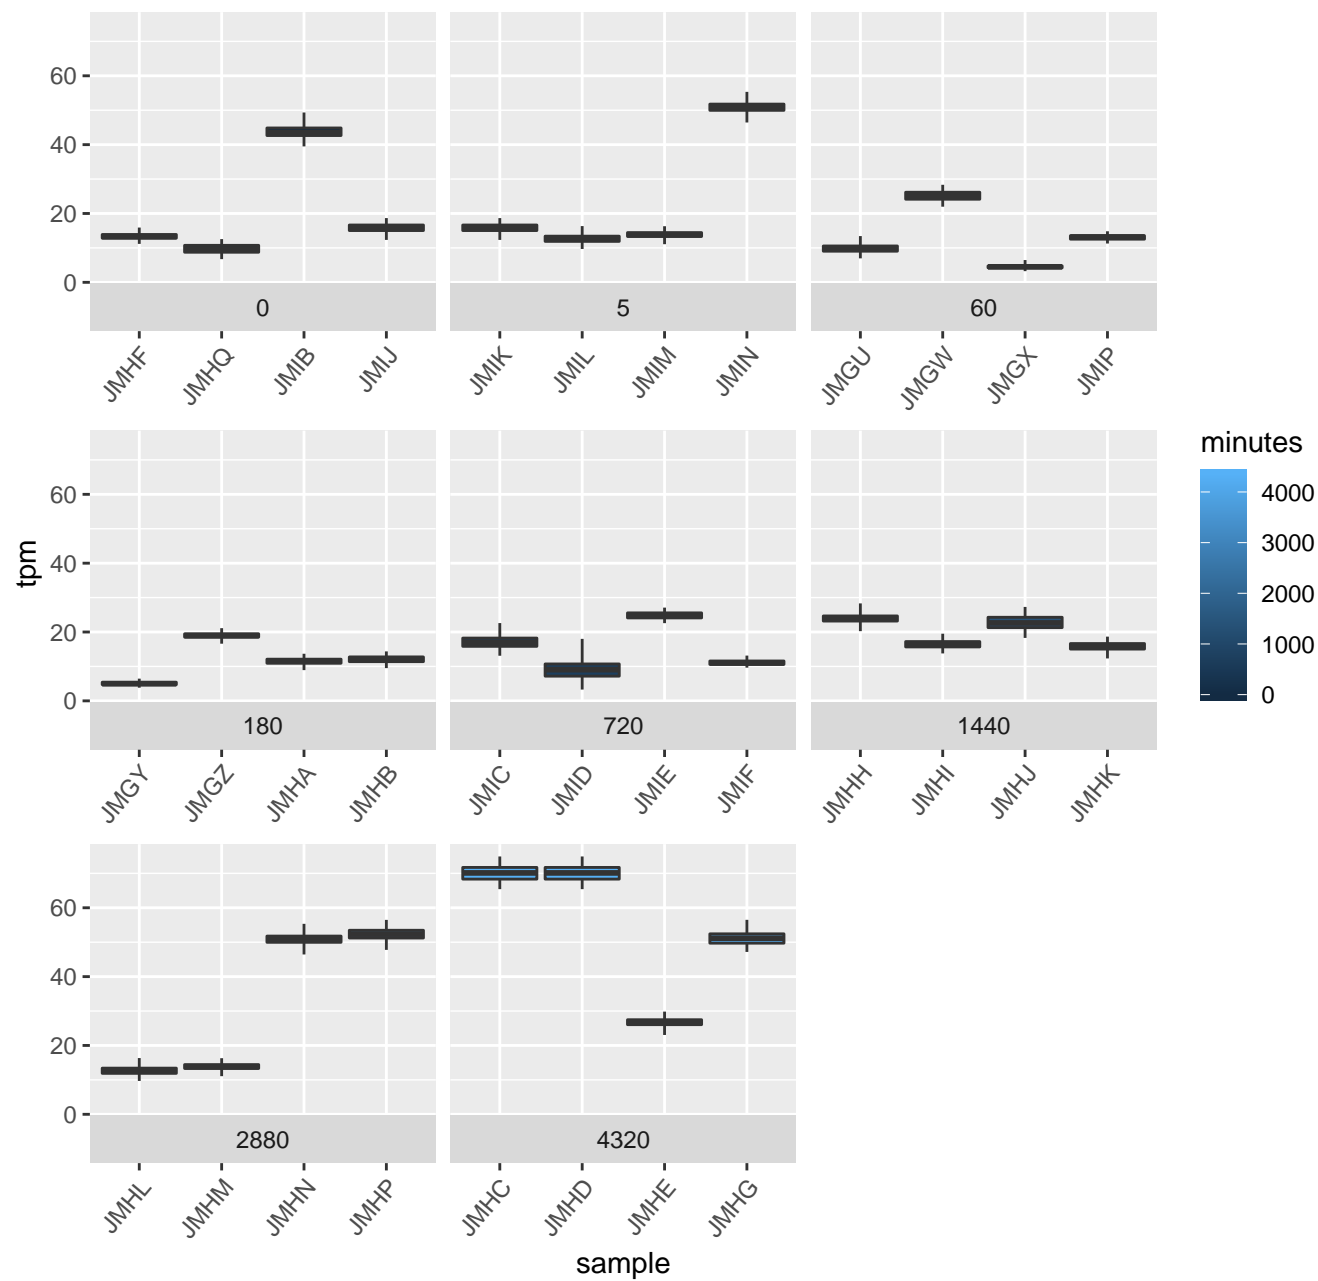 60
40
20
0
0
5
60
JMHF JMHQ JMIB JMIJ
JMIK JMIL JMIM JMIN
JMGU JMGW JMGX JMIP
tpm
60
40
20
0
180
720
1440
JMGY JMGZ JMHA JMHB
JMIC JMID JMIE JMIF
JMHH JMHI JMHJ JMHK
minutes
4000
3000
2000
1000
0
60
40
20
0
2880
4320
JMHL JMHM JMHN JMHP
JMHC JMHD JMHE JMHG
sample